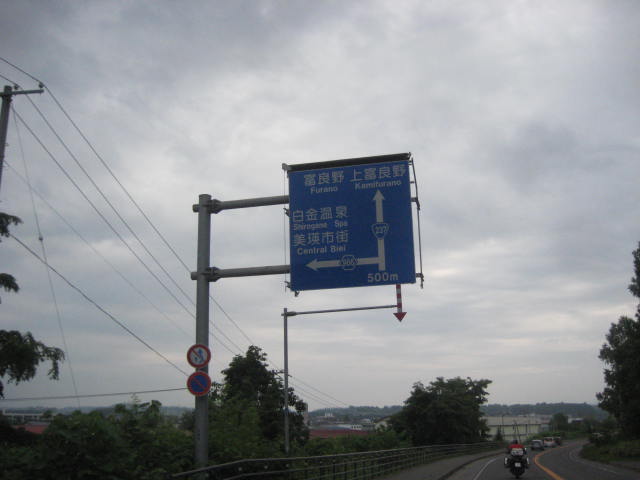 富良野 上富良野
Furano Kamifurano
白金温泉
Shirogane Spa
美瑛市街
Central Biei
237
966
500m